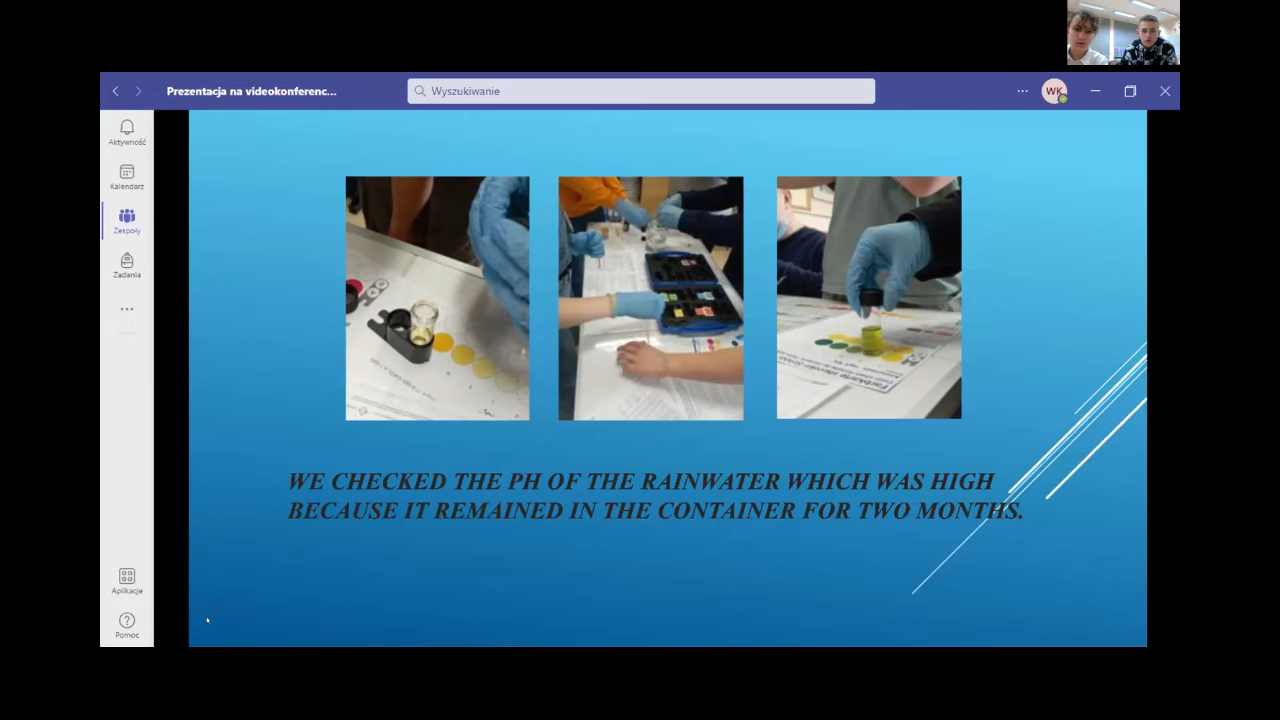 Prezentacja na videokonferenc...
Wyszukiwanie
WK
Aktywność
Kalendarz
Zespoły
Zadania
Aplikacje
Pomoc
WE CHECKED THE PH OF THE RAINWATER WHICH WAS HIGH
BECAUSE IT REMAINED IN THE CONTAINER FOR TWO MONTHS.